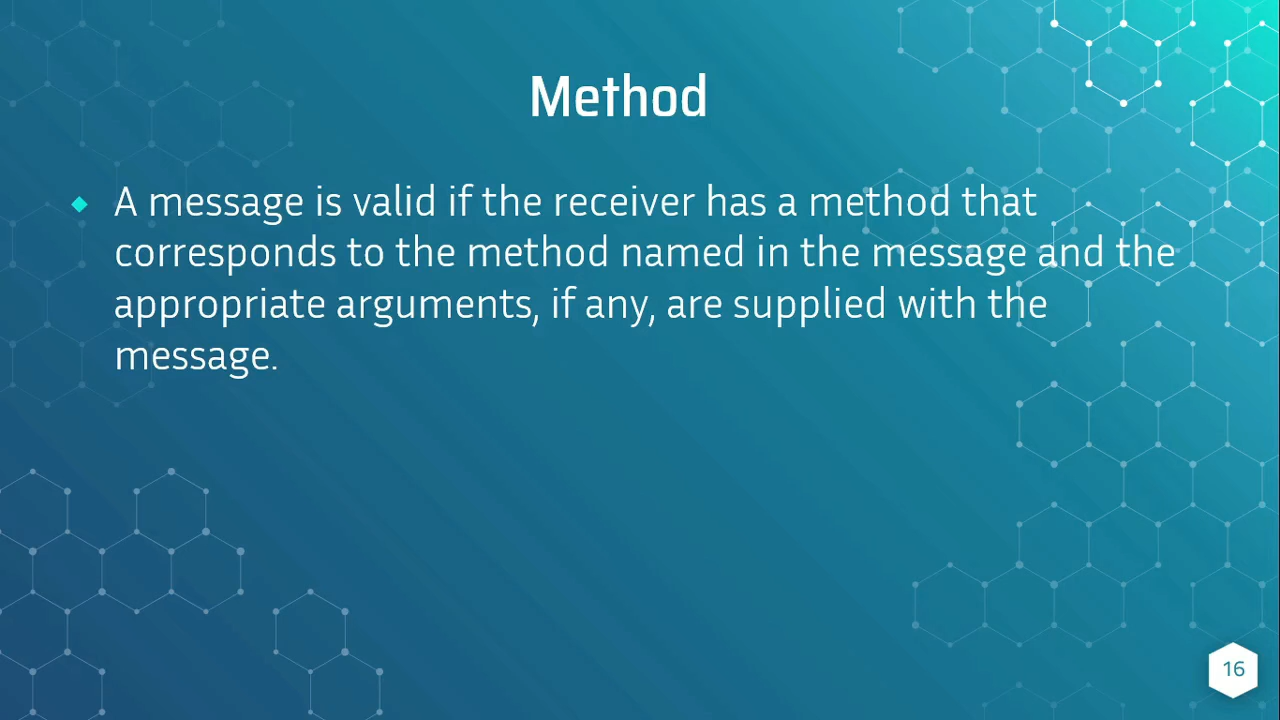 Method
A message is valid if the receiver has a method that
corresponds to the method named in the message and the
appropriate arguments, if any, are supplied with the
message.
16